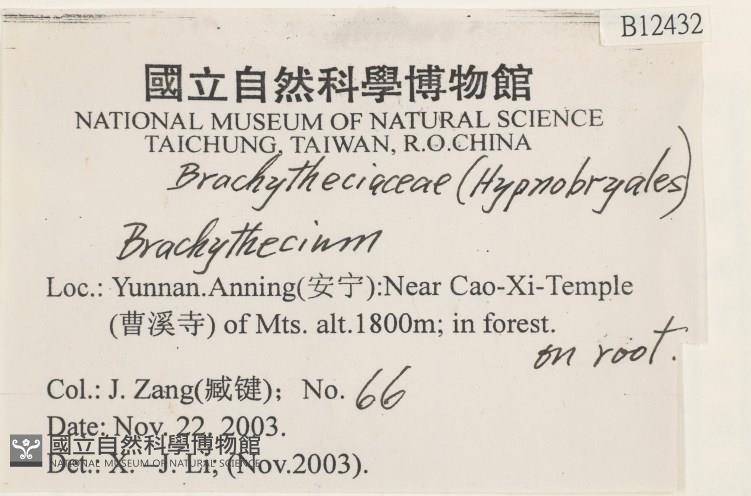 B12432
國立自然科學博物館
NATIONAL MUSEUM OF NATURAL SCIENCE
TAICHUNG, TAIWAN, R.O.CHINA
Brachytheciaceae (Hypnobryales)
Brachythecium
Loc.: Yunnan.Anning(安宁):Near Cao-Xi-Temple
(曹溪寺) of Mts. alt.1800m; in forest.
on root.
Col.: J. Zang(臧键); No. 66
Date: Nov. 22, 2003.
國立自然科學博物館
NATIONAL MUSEUM OF NATURAL SCIENCE
Det.: X. -J. Li, (Nov.2003).